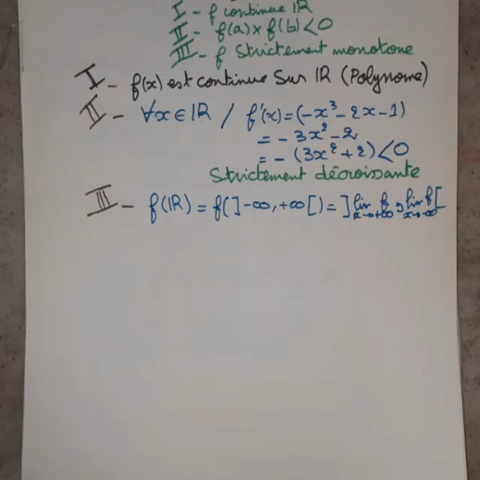 I - f continue IR
II - f(a) x f(b) < 0
III - f Strictement monotone
I - f(x) est continue Sur IR (Polynome)
II - ∀x ∈ IR / f'(x) = (-x³ - 2x - 1)
= - 3x² - 2
= - (3x² + 2) < 0
Strictement décroissante
III - f(IR) = f(]-∞, +∞[) = ]lim f x→+∞ , lim f x→-∞[